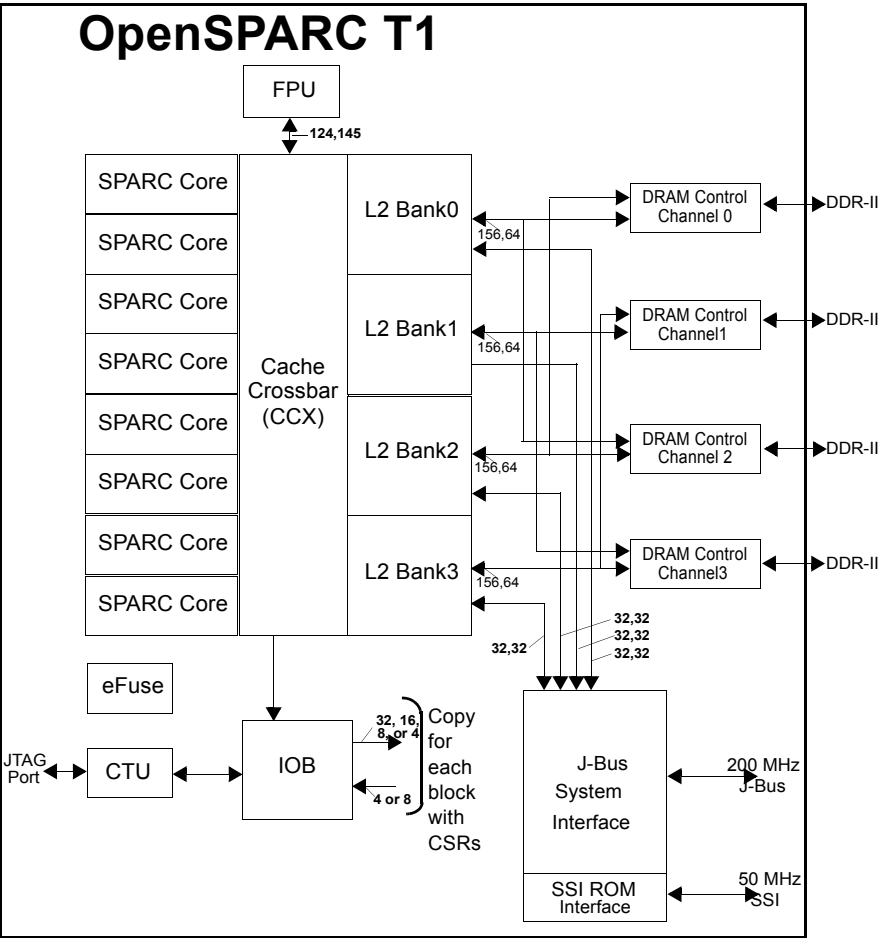 OpenSPARC T1
FPU
124,145
SPARC Core
SPARC Core
SPARC Core
SPARC Core
SPARC Core
SPARC Core
SPARC Core
SPARC Core
Cache
Crossbar
(CCX)
L2 Bank0
L2 Bank1
L2 Bank2
L2 Bank3
156,64
156,64
156,64
156,64
DRAM Control
Channel 0
DDR-II
DRAM Control
Channel1
DDR-II
DRAM Control
Channel 2
DDR-II
DRAM Control
Channel3
DDR-II
32,32
32,32
32,32
32,32
eFuse
JTAG
Port
CTU
IOB
32, 16,
8, or 4
4 or 8
Copy
for
each
block
with
CSRs
J-Bus
System
Interface
200 MHz
J-Bus
SSI ROM
Interface
50 MHz
SSI